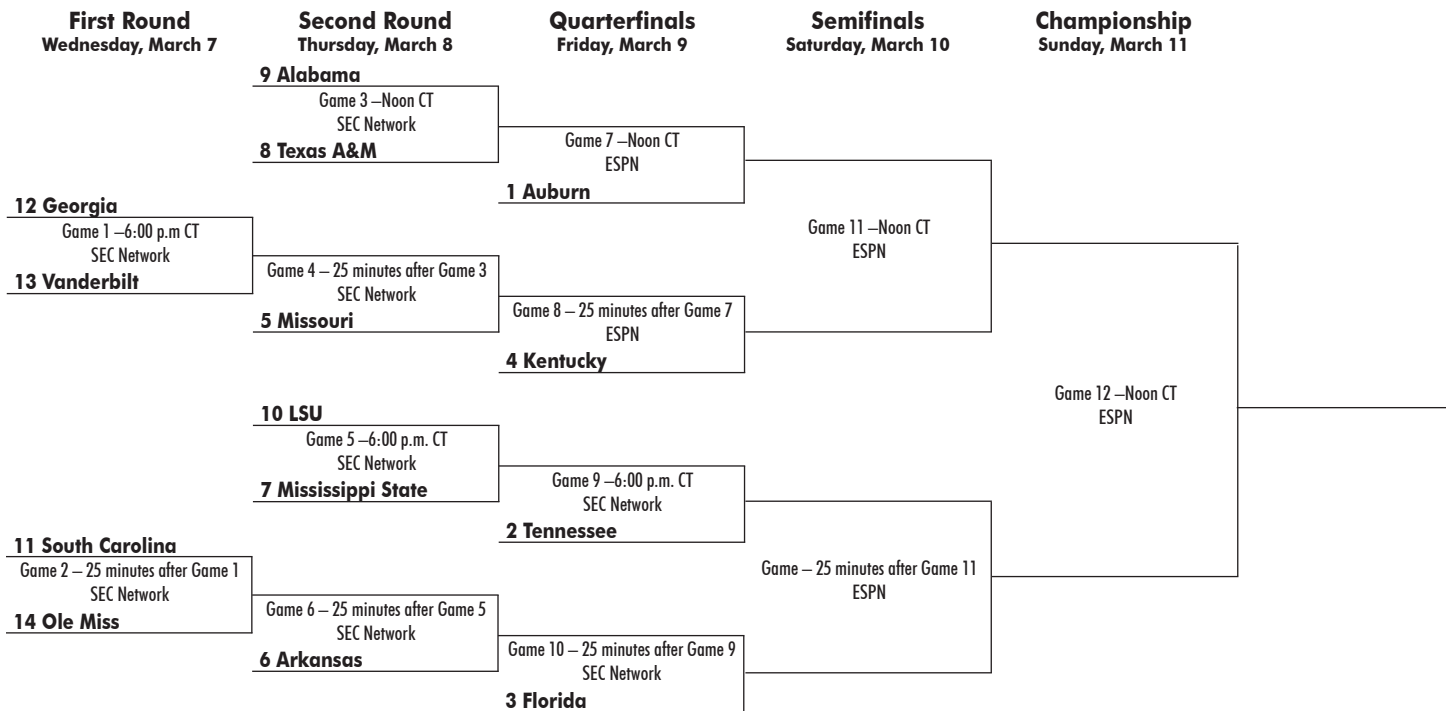 First Round
Wednesday, March 7
Second Round
Thursday, March 8
Quarterfinals
Friday, March 9
Semifinals
Saturday, March 10
Championship
Sunday, March 11
9 Alabama
Game 3 –Noon CT
SEC Network
8 Texas A&M
Game 7 –Noon CT
ESPN
1 Auburn
12 Georgia
Game 1 –6:00 p.m CT
SEC Network
13 Vanderbilt
Game 4 – 25 minutes after Game 3
SEC Network
5 Missouri
Game 8 – 25 minutes after Game 7
ESPN
4 Kentucky
Game 11 –Noon CT
ESPN
10 LSU
Game 5 –6:00 p.m. CT
SEC Network
7 Mississippi State
Game 9 –6:00 p.m. CT
SEC Network
2 Tennessee
11 South Carolina
Game 2 – 25 minutes after Game 1
SEC Network
14 Ole Miss
Game 6 – 25 minutes after Game 5
SEC Network
6 Arkansas
Game 10 – 25 minutes after Game 9
SEC Network
3 Florida
Game – 25 minutes after Game 11
ESPN
Game 12 –Noon CT
ESPN